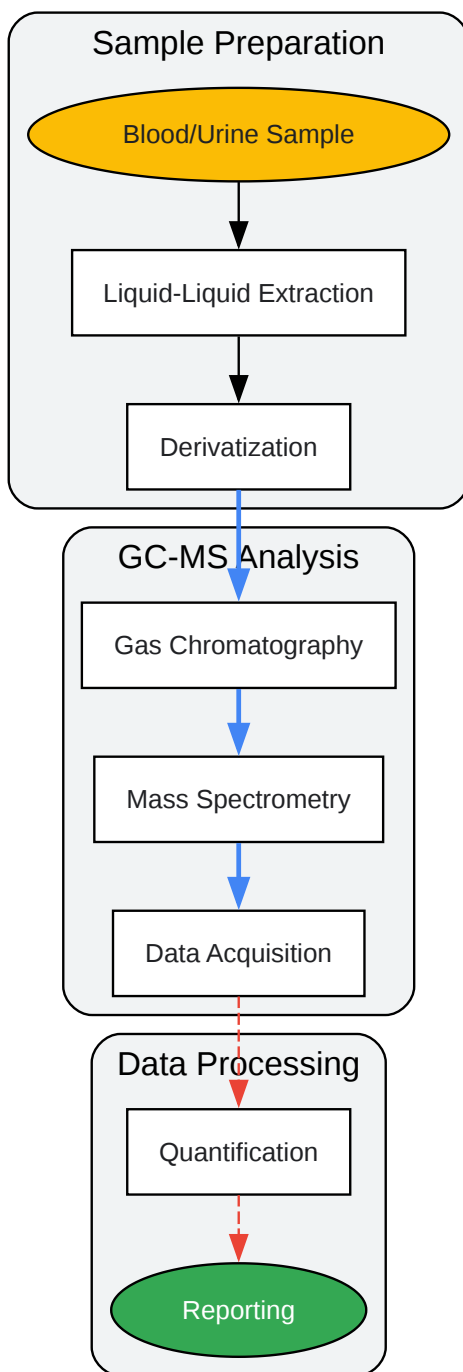 Sample Preparation
Blood/Urine Sample
Liquid-Liquid Extraction
Derivatization
GC-MS Analysis
Gas Chromatography
Mass Spectrometry
Data Acquisition
Data Processing
Quantification
Reporting